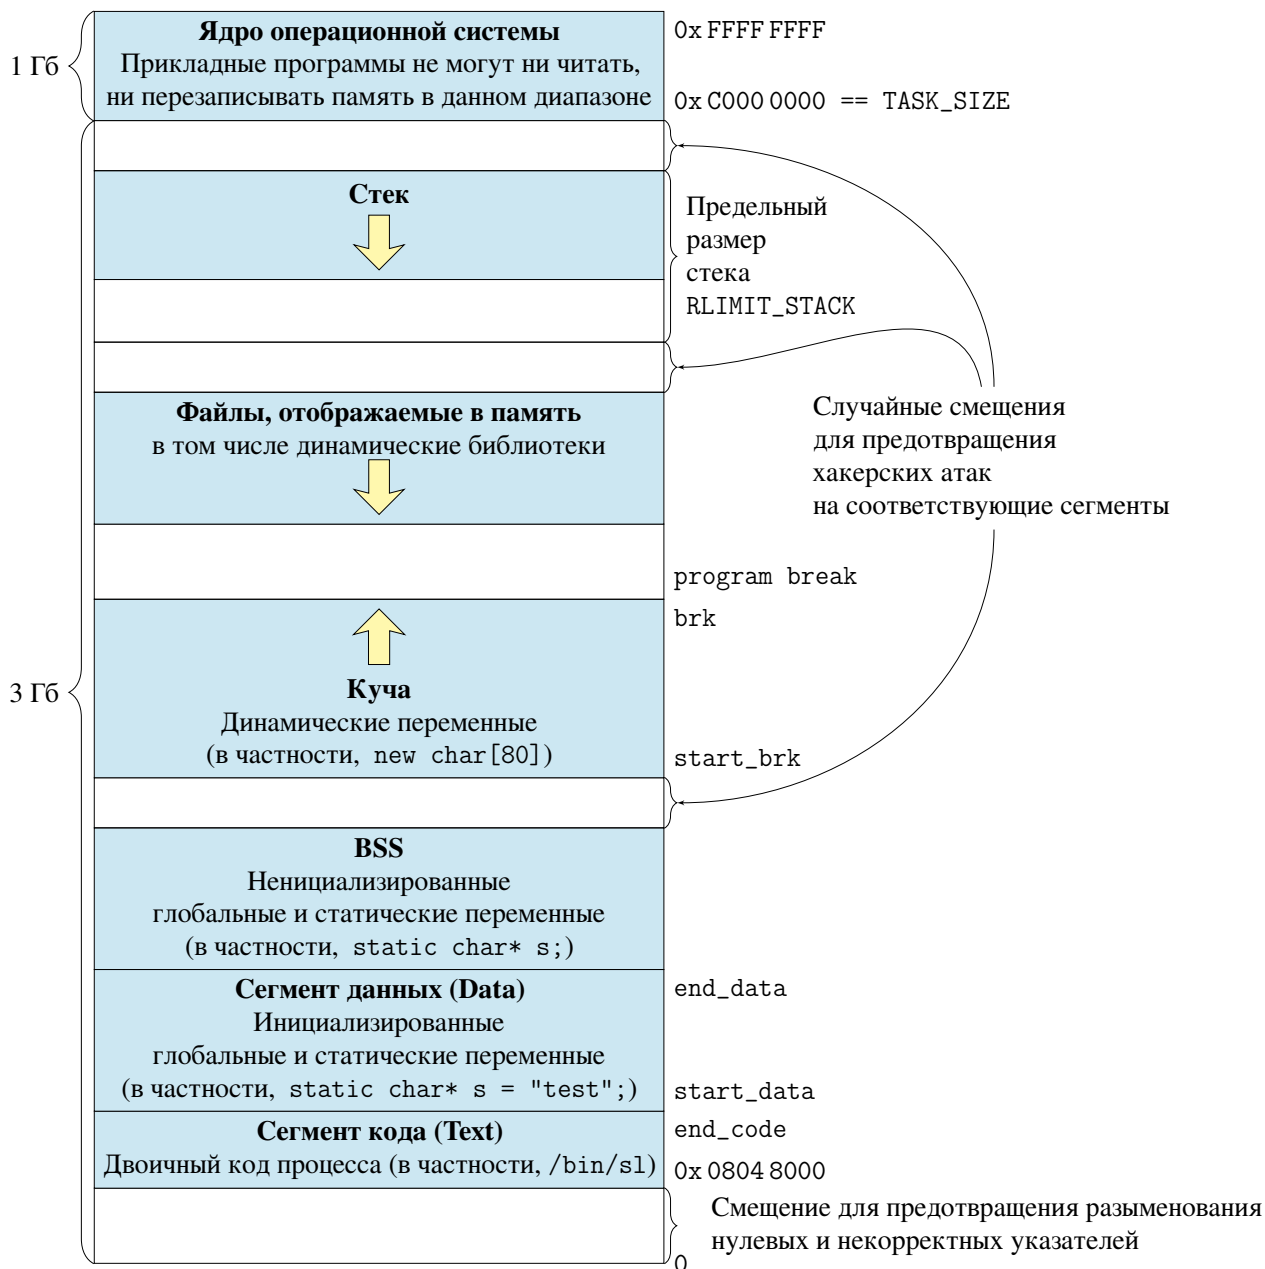 Ядро операционной системы
Прикладные программы не могут ни читать,
ни перезаписывать память в данном диапазоне
0x FFFF FFFF
0x C000 0000 == TASK_SIZE
1 Гб
Стек
Предельный
размер
стека
RLIMIT_STACK
Файлы, отображаемые в память
в том числе динамические библиотеки
Случайные смещения
для предотвращения
хакерских атак
на соответствующие сегменты
program break
brk
3 Гб
Куча
Динамические переменные
(в частности, new char[80])
start_brk
BSS
Ненициализированные
глобальные и статические переменные
(в частности, static char* s;)
Сегмент данных (Data)
Инициализированные
глобальные и статические переменные
(в частности, static char* s = "test";)
end_data
start_data
Сегмент кода (Text)
Двоичный код процесса (в частности, /bin/sl)
end_code
0x 0804 8000
Смещение для предотвращения разыменования
нулевых и некорректных указателей
0